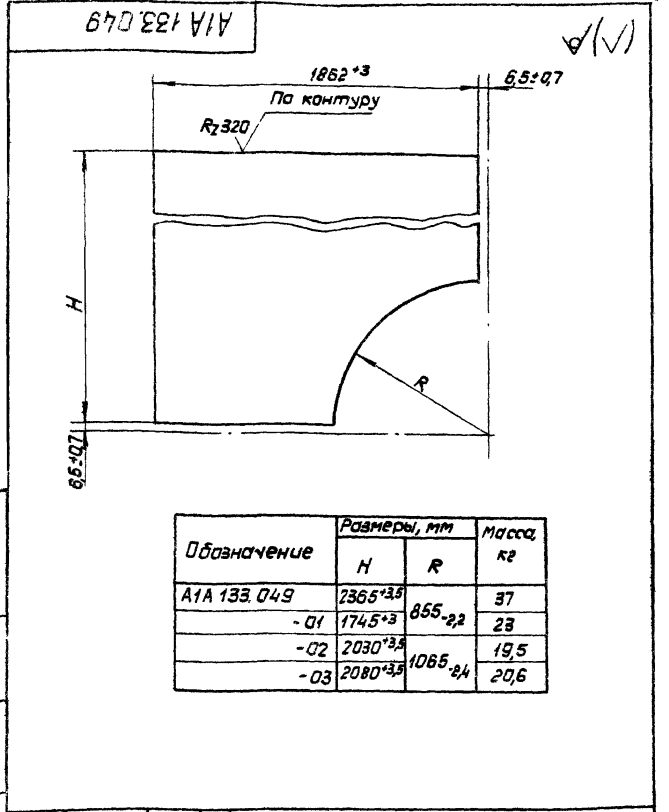 А1А 133.049
1862 +3
6,5±0,7
По контуру
Rz320
H
R
6,5±0,7
Обозначение
Размеры, мм
Масса, кг
H
R
А1А 133.049 2365+3,5 855-2,2 37
-01 1745+3 23
-02 2030+3,5 1065-2,4 19,5
-03 2080+3,5 20,6